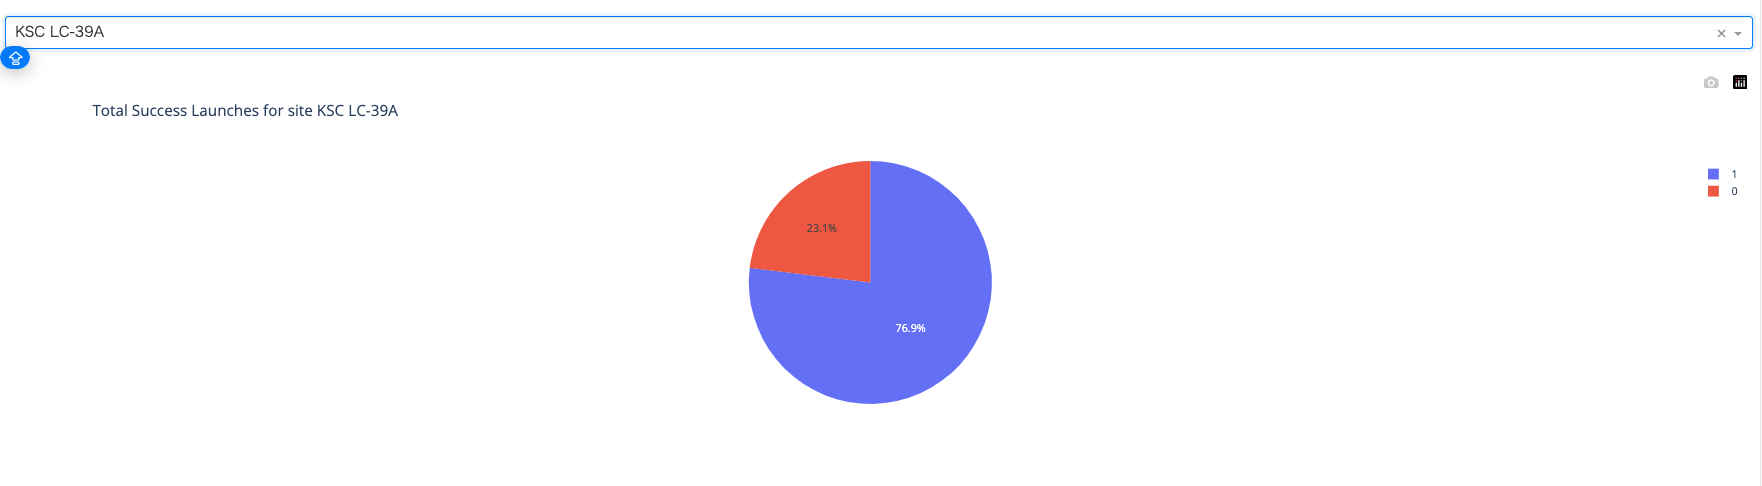 KSC LC-39A
Total Success Launches for site KSC LC-39A
1
0
23.1%
76.9%